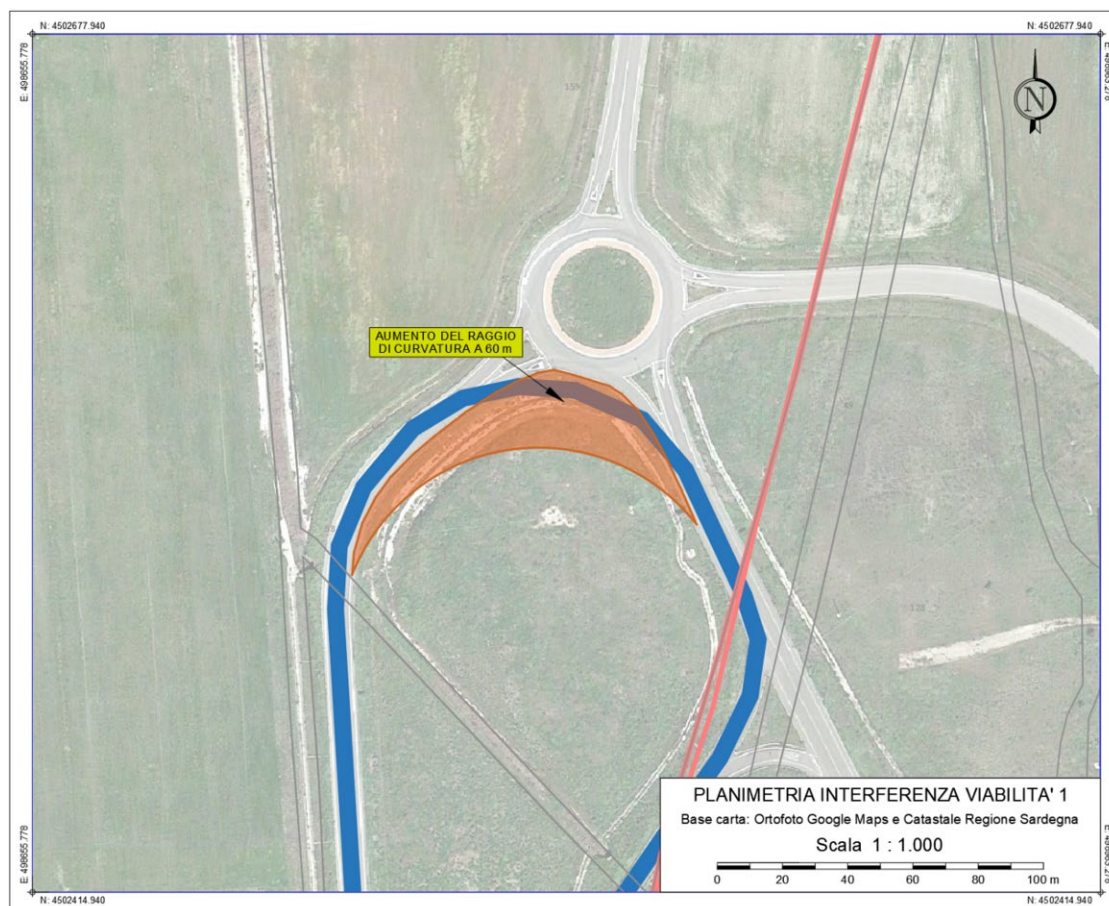 N: 4502677.940
N: 4502677.940
E: 498655.778
N
159
AUMENTO DEL RAGGIO
DI CURVATURA A 60 m
PLANIMETRIA INTERFERENZA VIABILITA' 1
Base carta: Ortofoto Google Maps e Catastale Regione Sardegna
Scala 1 : 1.000
0 20 40 60 80 100 m
E: 498655.778
N: 4502414.940
N: 4502414.940